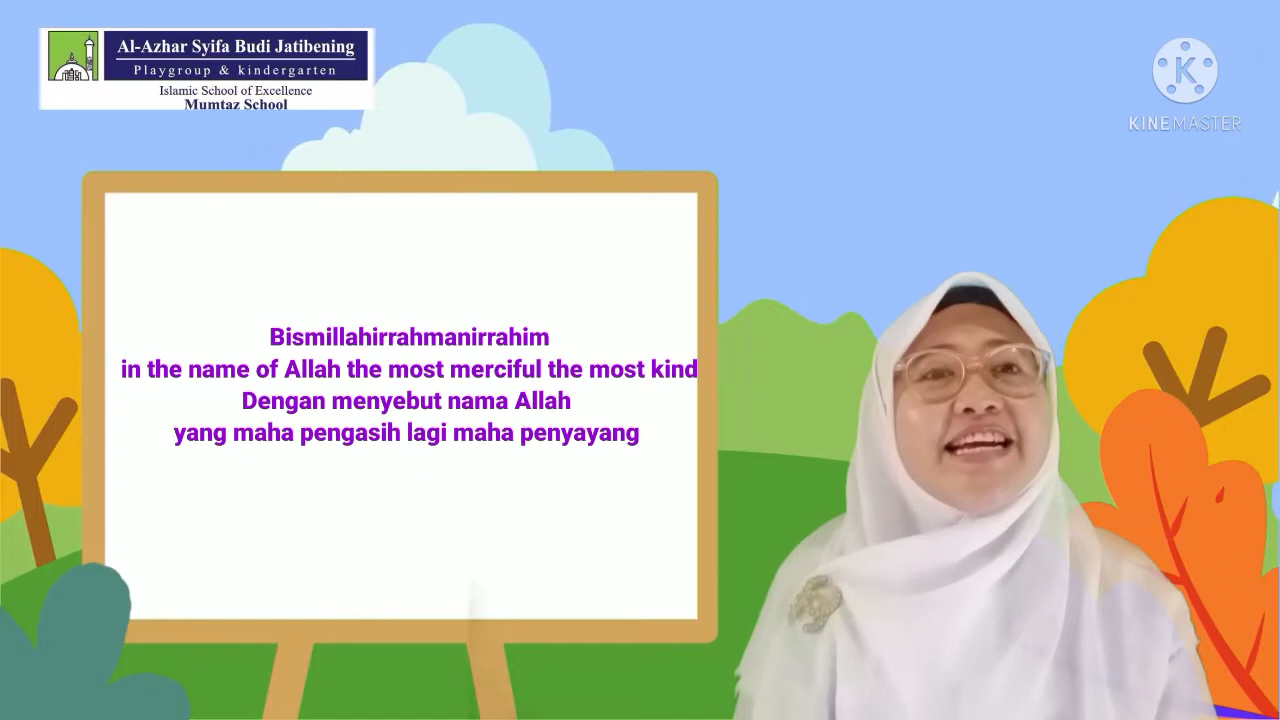 Al-Azhar Syifa Budi Jatibening
Playgroup & kindergarten
Islamic School of Excellence
Mumtaz School
K
KINEMASTER
Bismillahirrahmanirrahim
in the name of Allah the most merciful the most kind
Dengan menyebut nama Allah
yang maha pengasih lagi maha penyayang